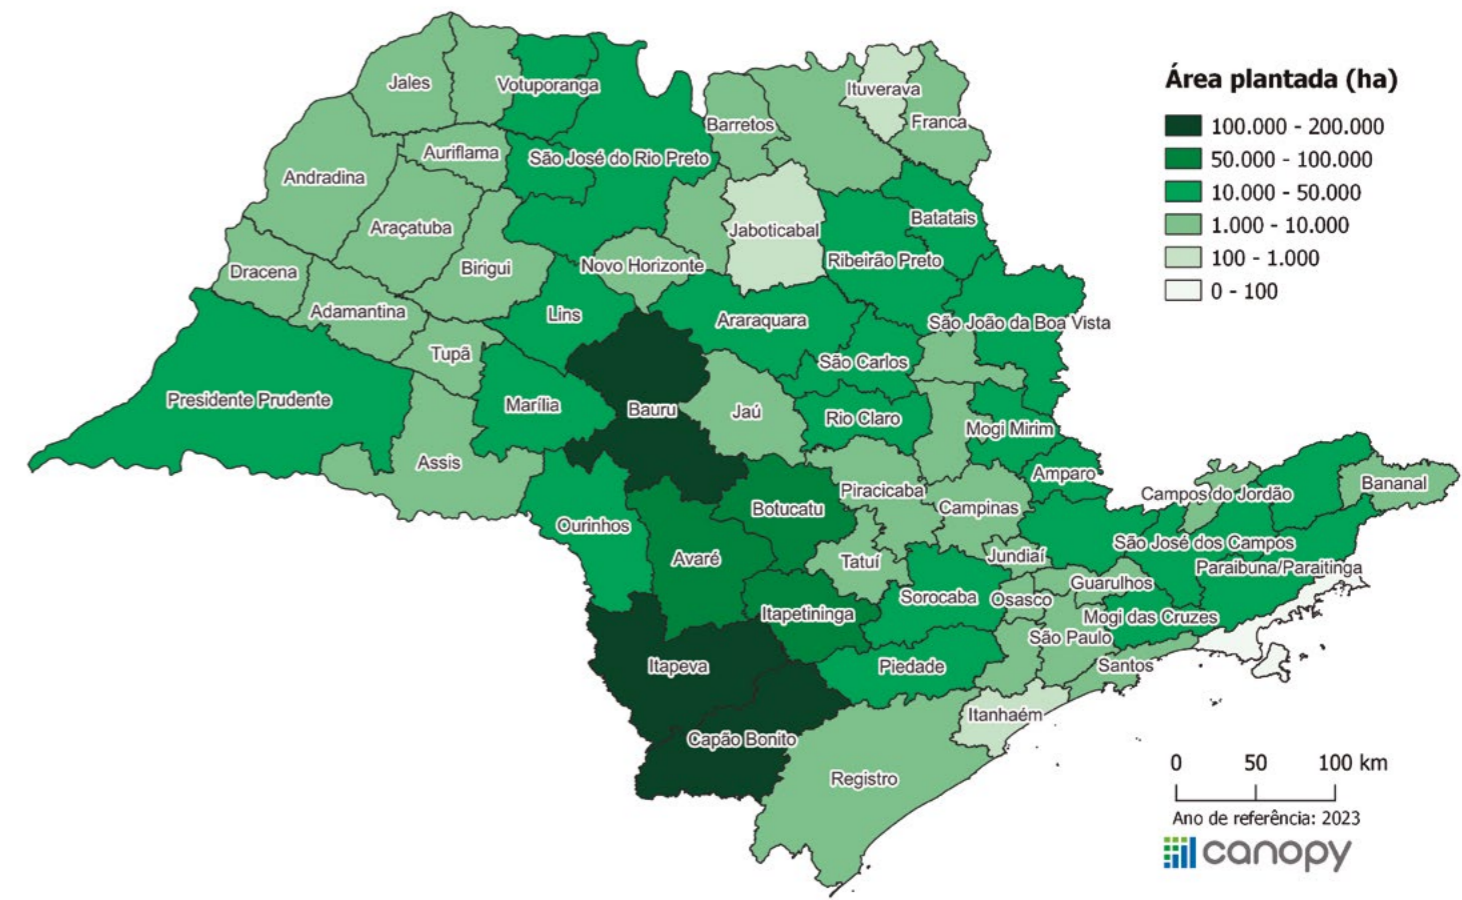 Jales
Votuporanga
Ituverava
Barretos
Franca
Auriflama
São José do Rio Preto
Andradina
Araçatuba
Jaboticabal
Batatais
Dracena
Birigui
Novo Horizonte
Ribeirão Preto
Adamantina
Lins
Araraquara
São João da Boa Vista
Tupã
São Carlos
Presidente Prudente
Marília
Bauru
Jaú
Rio Claro
Mogi Mirim
Assis
Amparo
Piracicaba
Campos do Jordão
Bananal
Botucatu
Campinas
Ourinhos
São José dos Campos
Avaré
Tatuí
Jundiaí
Paraibuna/Paraitinga
Guarulhos
Sorocaba
Osasco
Itapetininga
Mogi das Cruzes
São Paulo
Itapeva
Piedade
Santos
Itanhaém
Capão Bonito
Registro
Área plantada (ha)
100.000 - 200.000
50.000 - 100.000
10.000 - 50.000
1.000 - 10.000
100 - 1.000
0 - 100
0 50 100 km
Ano de referência: 2023
canopy